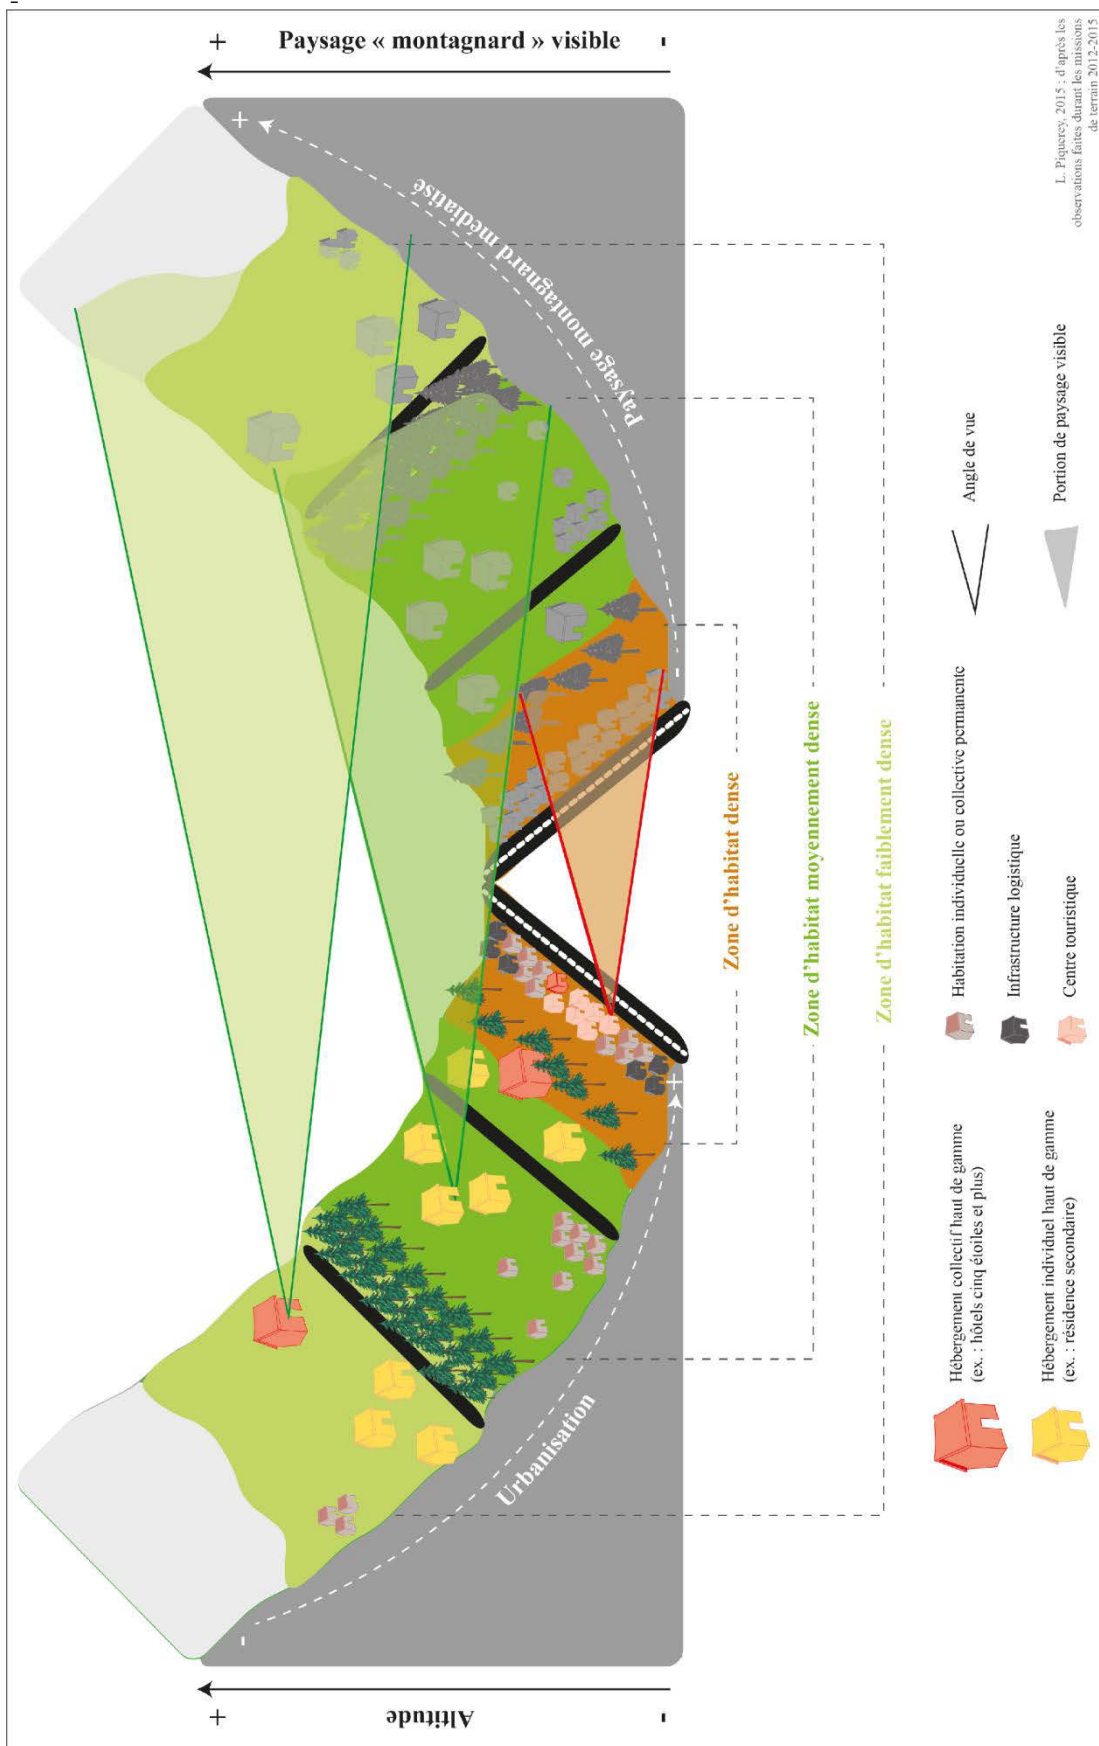 Altitude
+
-
Paysage « montagnard » visible
+
-
Urbanisation
-
+
Paysage montagnard médiatisé
-
+
Zone d'habitat dense
Zone d'habitat moyennement dense
Zone d'habitat faiblement dense
Hébergement collectif haut de gamme
(ex. : hôtels cinq étoiles et plus)
Hébergement individuel haut de gamme
(ex. : résidence secondaire)
Habitation individuelle ou collective permanente
Infrastructure logistique
Centre touristique
Angle de vue
Portion de paysage visible
L. Piquerey, 2015 ; d'après les
observations faites durant les missions
de terrain 2012-2015